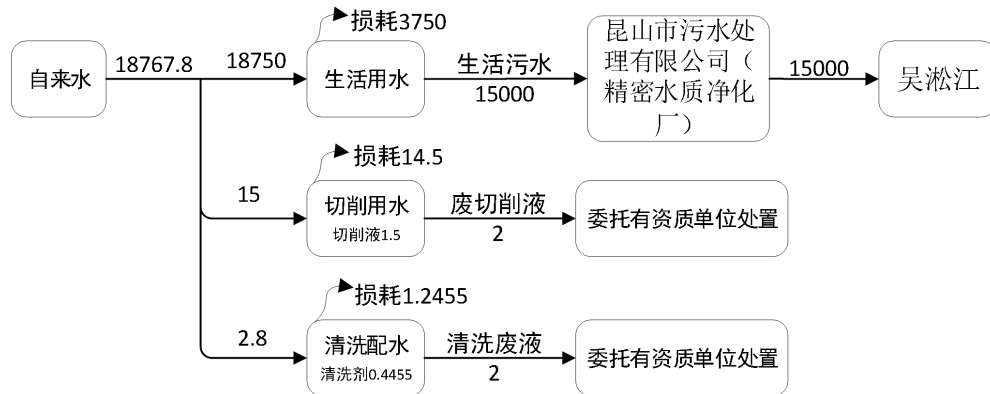 损耗3750
自来水
18767.8
18750
生活用水
生活污水
15000
昆山市污水处
理有限公司（
精密水质净化
厂）
15000
吴淞江
损耗14.5
15
切削用水
切削液1.5
废切削液
2
委托有资质单位处置
损耗1.2455
2.8
清洗配水
清洗剂0.4455
清洗废液
2
委托有资质单位处置